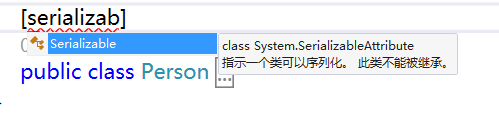 [serializab]
Serializable
class System.SerializableAttribute
指示一个类可以序列化。 此类不能被继承。
public class Person ...